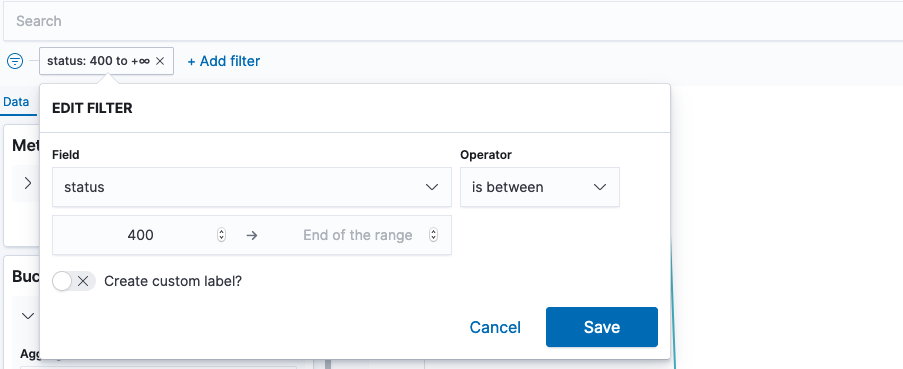 Search
status: 400 to +∞ ×
+ Add filter
Data
EDIT FILTER
Met
Field
Operator
status
is between
400 → End of the range
Buc
Create custom label?
Cancel
Save
Agg